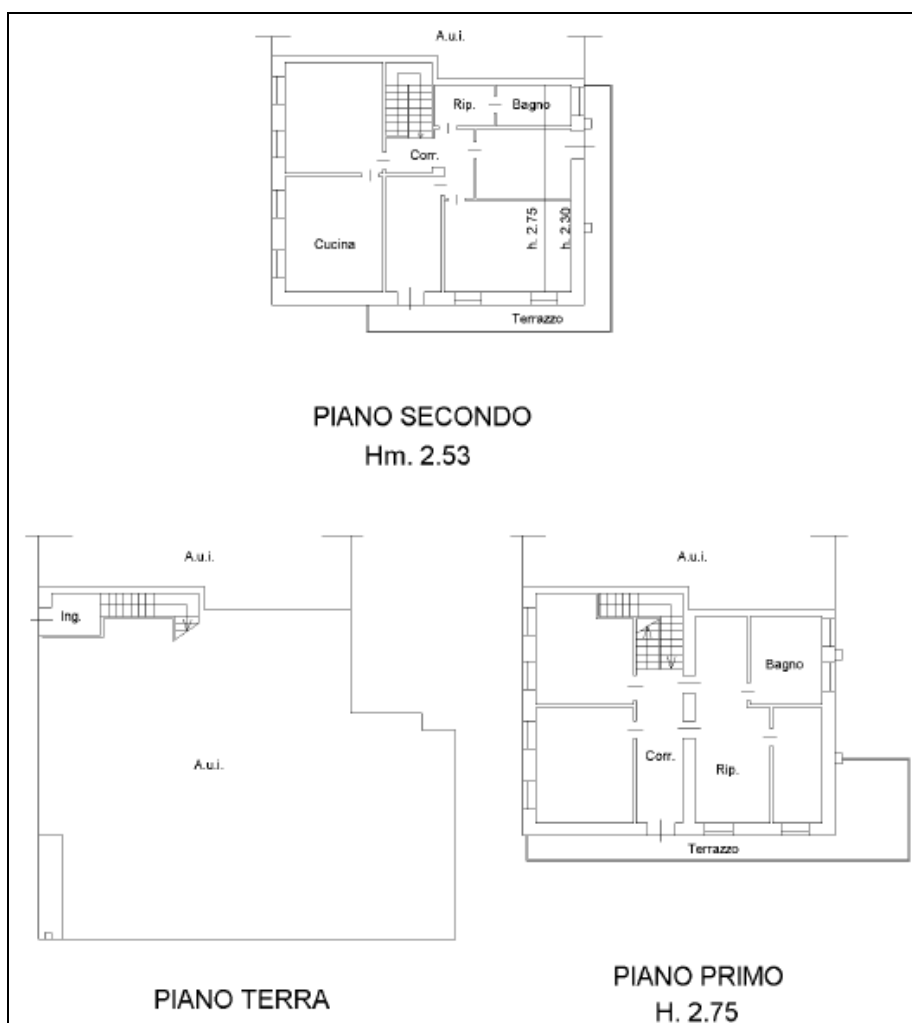 A.u.i.
Rip.
Bagno
Corr.
h. 2.75
h. 2.30
Cucina
Terrazzo
PIANO SECONDO
Hm. 2.53
A.u.i.
Ing.
A.u.i.
PIANO TERRA
A.u.i.
Bagno
Corr.
Rip.
Terrazzo
PIANO PRIMO
H. 2.75